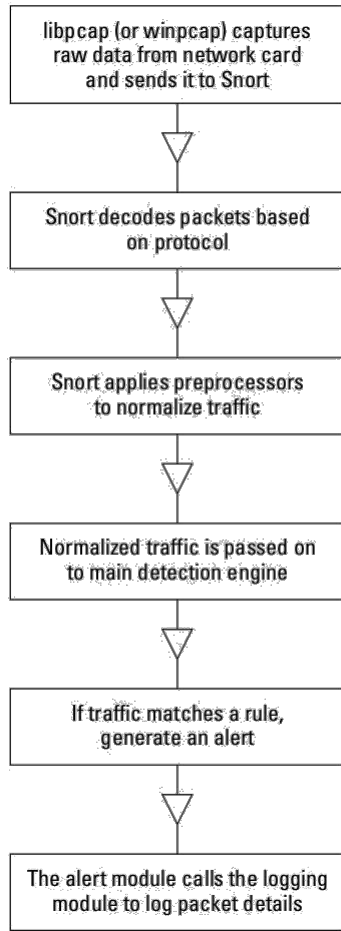 libpcap (or winpcap) captures
raw data from network card
and sends it to Snort
Snort decodes packets based
on protocol
Snort applies preprocessors
to normalize traffic
Normalized traffic is passed on
to main detection engine
If traffic matches a rule,
generate an alert
The alert module calls the logging
module to log packet details